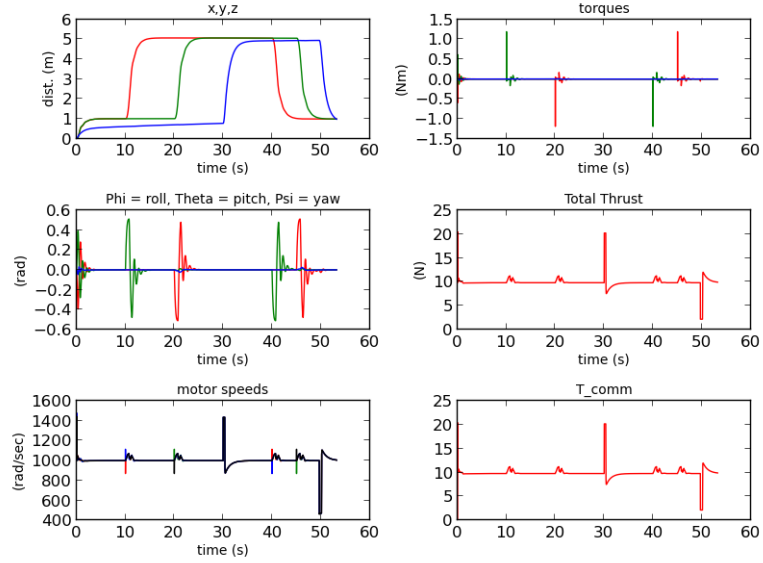 x,y,z
dist. (m)
6
5
4
3
2
1
0
0 10 20 30 40 50 60
time (s)
torques
(Nm)
1.5
1.0
0.5
0.0
−0.5
−1.0
−1.5
0 10 20 30 40 50 60
time (s)
Phi = roll, Theta = pitch, Psi = yaw
(rad)
0.6
0.4
0.2
0.0
−0.2
−0.4
−0.6
0 10 20 30 40 50 60
time (s)
Total Thrust
(N)
25
20
15
10
5
0
0 10 20 30 40 50 60
time (s)
motor speeds
(rad/sec)
1600
1400
1200
1000
800
600
400
0 10 20 30 40 50 60
time (s)
T_comm
25
20
15
10
5
0
0 10 20 30 40 50 60
time (s)